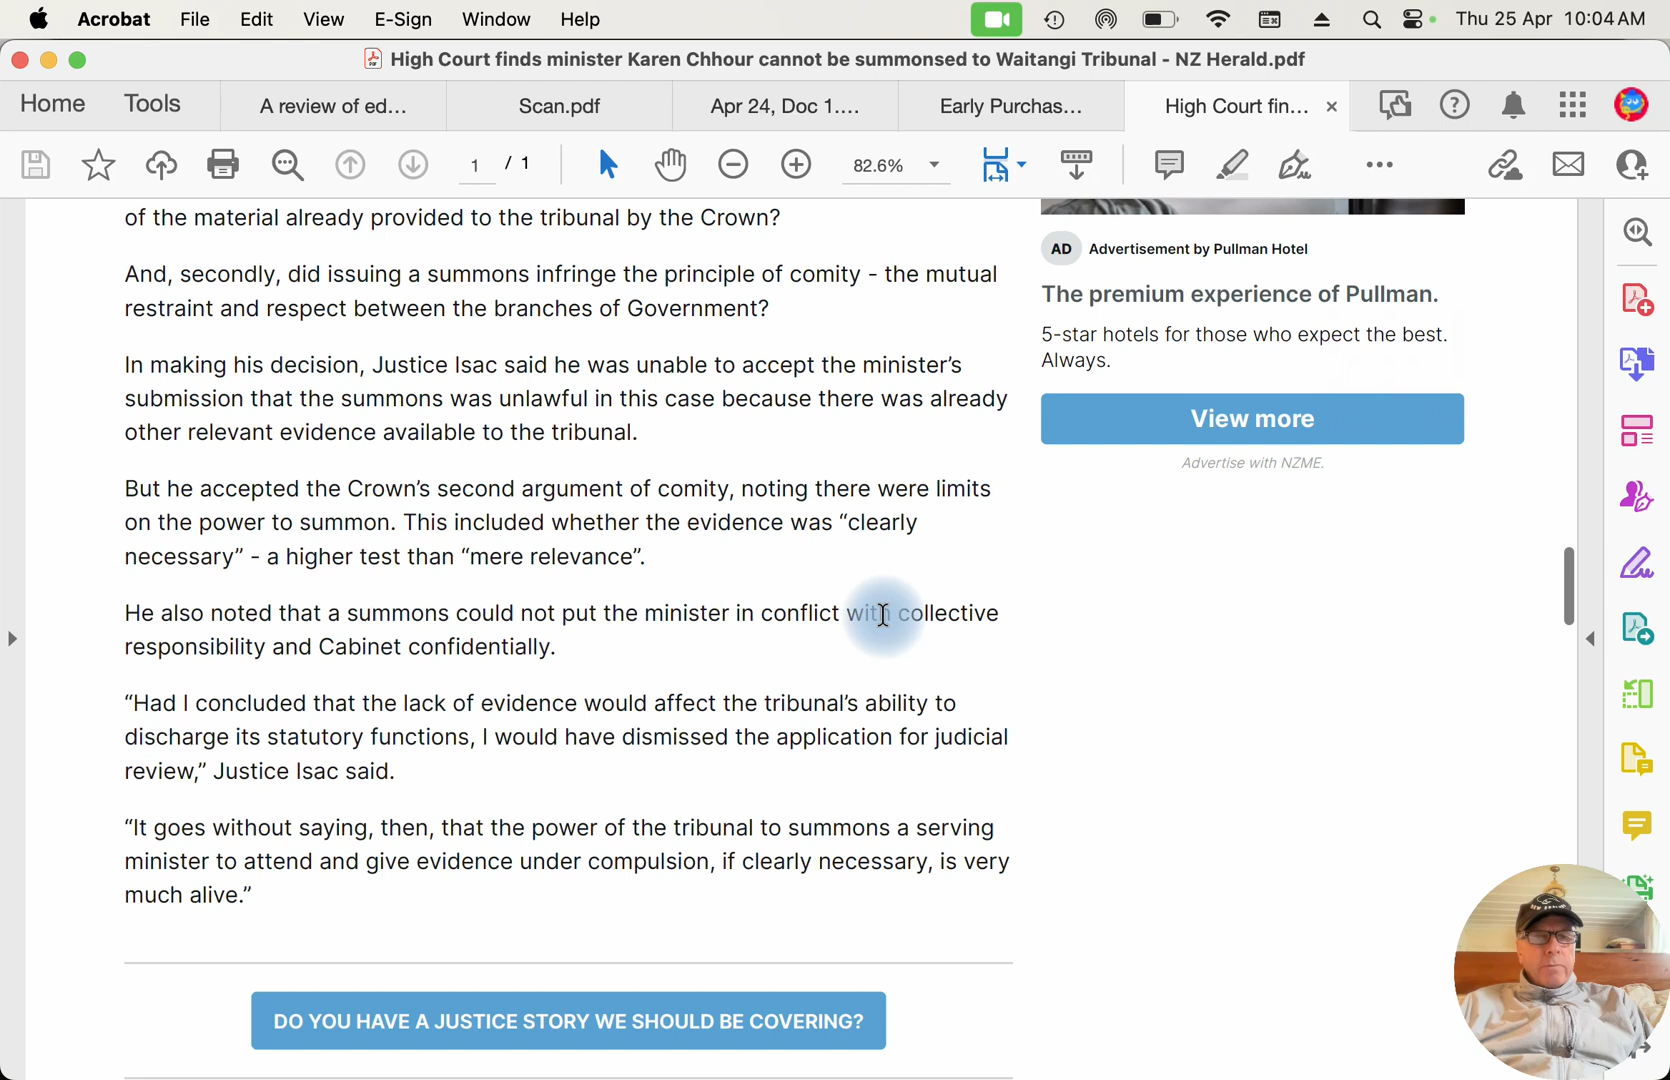 Acrobat File Edit View E-Sign Window Help Thu 25 Apr 10:04 AM
High Court finds minister Karen Chhour cannot be summonsed to Waitangi Tribunal - NZ Herald.pdf
Home Tools A review of ed... Scan.pdf Apr 24, Doc 1.... Early Purchas... High Court fin... ×
1 / 1 82.6%
of the material already provided to the tribunal by the Crown?
And, secondly, did issuing a summons infringe the principle of comity - the mutual
restraint and respect between the branches of Government?
In making his decision, Justice Isac said he was unable to accept the minister’s
submission that the summons was unlawful in this case because there was already
other relevant evidence available to the tribunal.
But he accepted the Crown’s second argument of comity, noting there were limits
on the power to summon. This included whether the evidence was “clearly
necessary” - a higher test than “mere relevance”.
He also noted that a summons could not put the minister in conflict with collective
responsibility and Cabinet confidentially.
“Had I concluded that the lack of evidence would affect the tribunal’s ability to
discharge its statutory functions, I would have dismissed the application for judicial
review,” Justice Isac said.
“It goes without saying, then, that the power of the tribunal to summons a serving
minister to attend and give evidence under compulsion, if clearly necessary, is very
much alive.”
DO YOU HAVE A JUSTICE STORY WE SHOULD BE COVERING?
AD Advertisement by Pullman Hotel
The premium experience of Pullman.
5-star hotels for those who expect the best.
Always.
View more
Advertise with NZME.